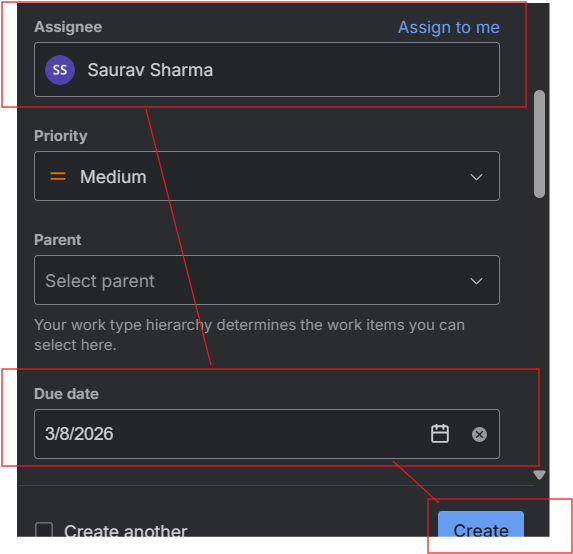 Assignee
Assign to me
SS
Saurav Sharma
Priority
Medium
Parent
Select parent
Your work type hierarchy determines the work items you can
select here.
Due date
3/8/2026
Create another
Create